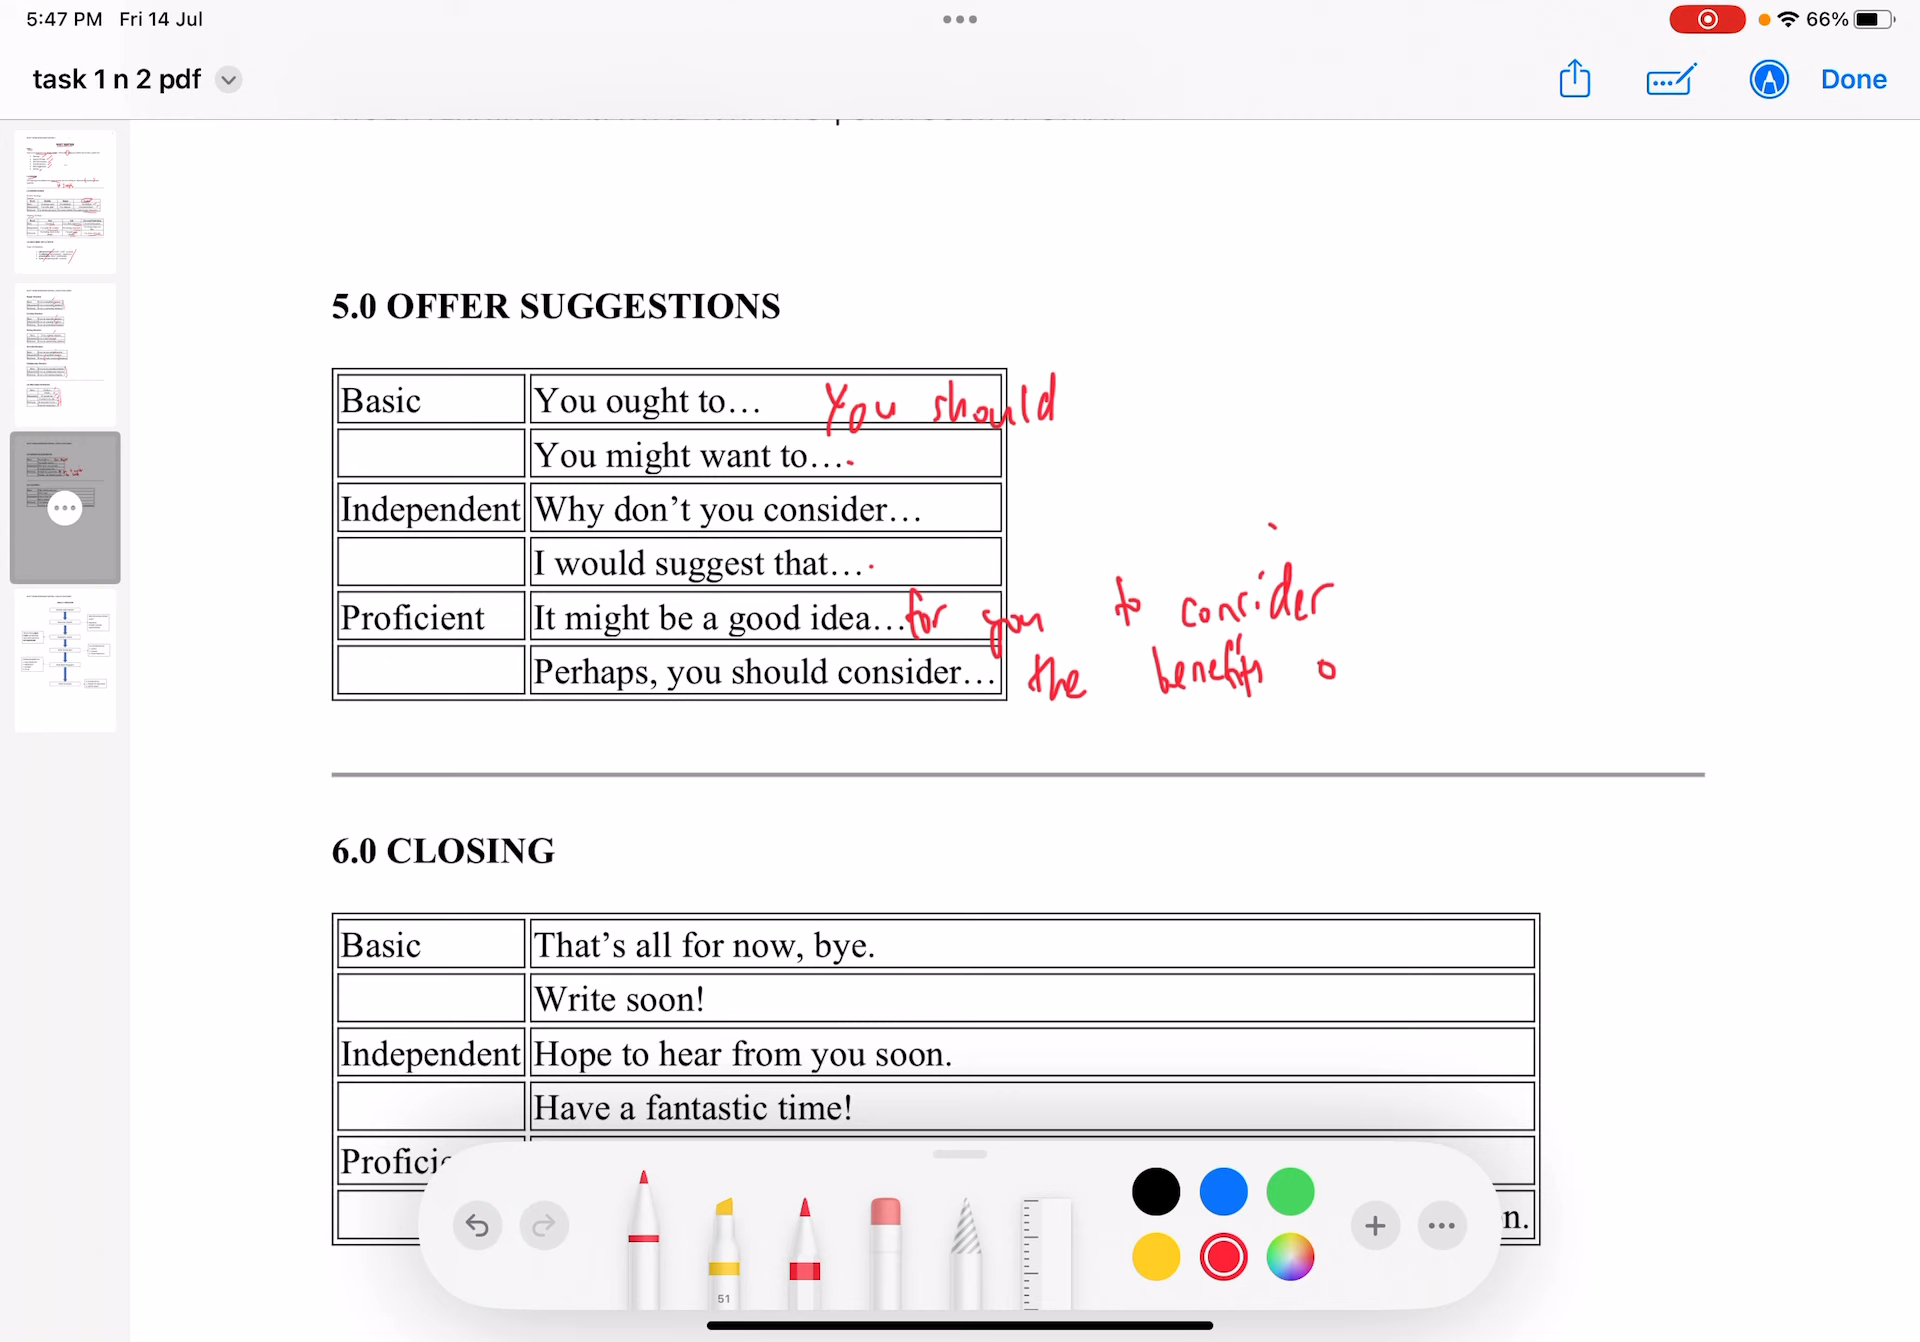 5:47 PM Fri 14 Jul
66%
task 1 n 2 pdf
Done
5.0 OFFER SUGGESTIONS
Basic You ought to… You should
You might want to…
Independent Why don’t you consider…
I would suggest that…
Proficient It might be a good idea… for you to consider
Perhaps, you should consider… the benefits o
6.0 CLOSING
Basic That’s all for now, bye.
Write soon!
Independent Hope to hear from you soon.
Have a fantastic time!
n.
51